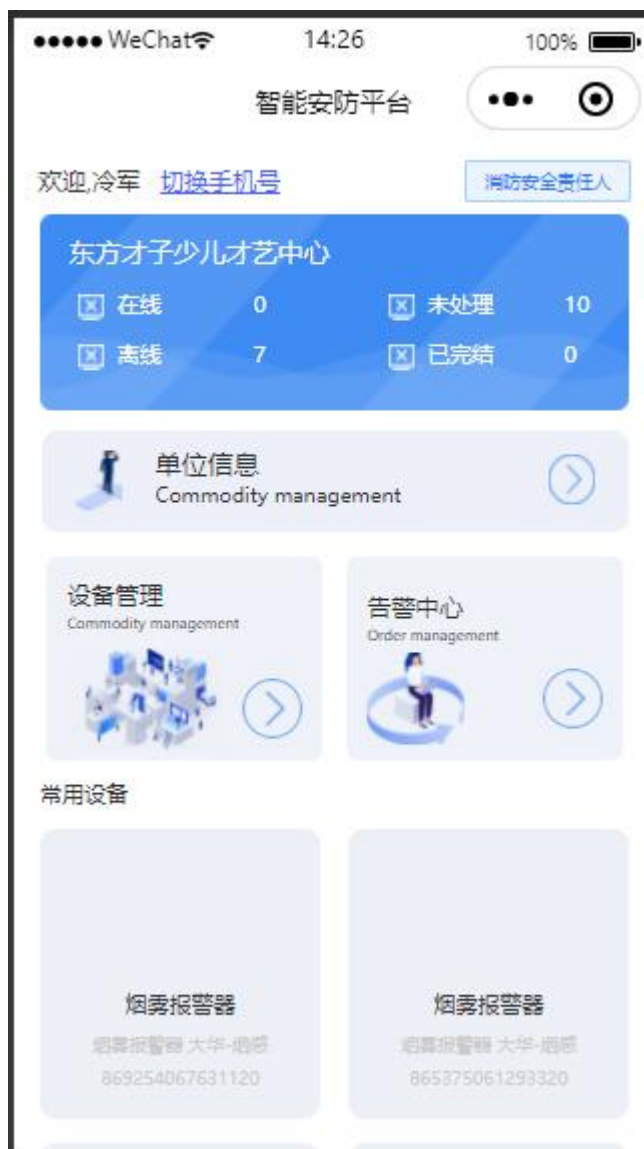 WeChat 14:26 100%
智能安防平台
欢迎,冷军 切换手机号 消防安全责任人
东方才子少儿才艺中心
在线 0 未处理 10
离线 7 已完结 0
单位信息
Commodity management
设备管理
Commodity management
告警中心
Order management
常用设备
烟雾报警器
烟雾报警器 大华-烟感
869254067631120
烟雾报警器
烟雾报警器 大华-烟感
865375061293320